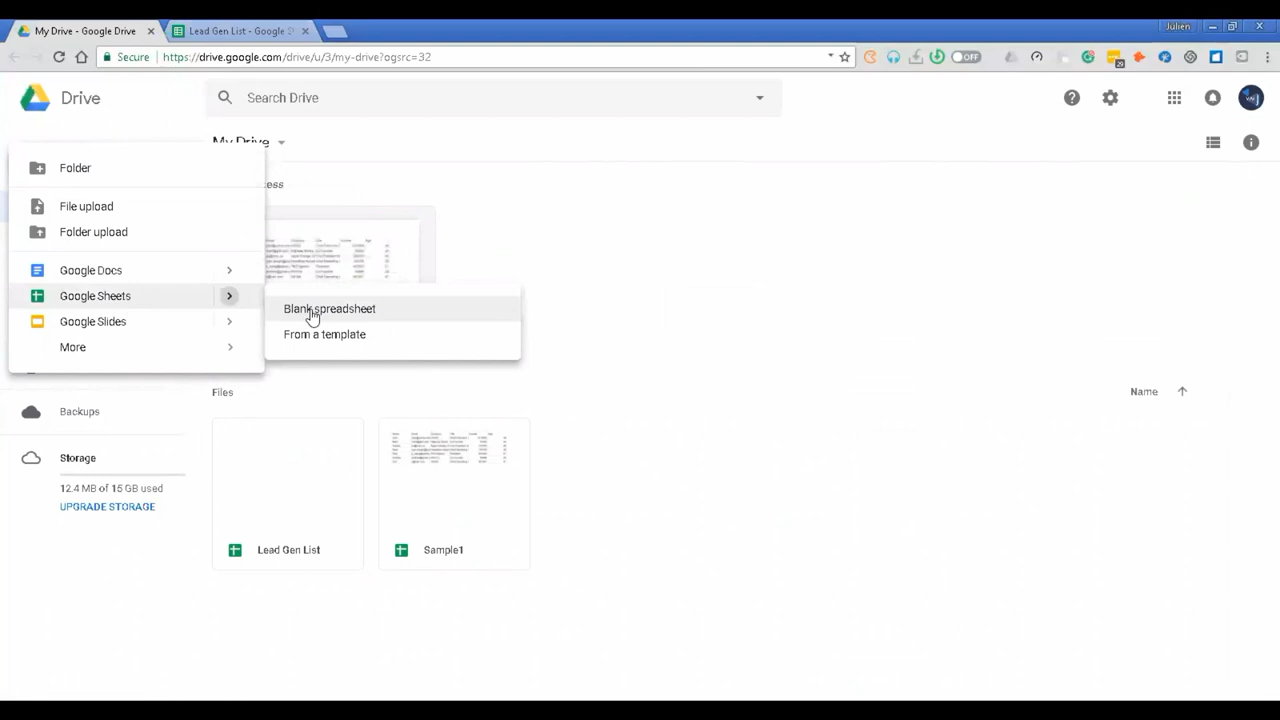 My Drive - Google Drive
Lead Gen List - Google D
Julien
Secure
https://drive.google.com/drive/u/3/my-drive?ogsrc=32
29
OFF
Drive
Search Drive
My Drive
Folder
ess
File upload
Folder upload
Google Docs
Google Sheets
Blank spreadsheet
Google Slides
From a template
More
Files
Name
Backups
Storage
12.4 MB of 15 GB used
UPGRADE STORAGE
Lead Gen List
Sample1